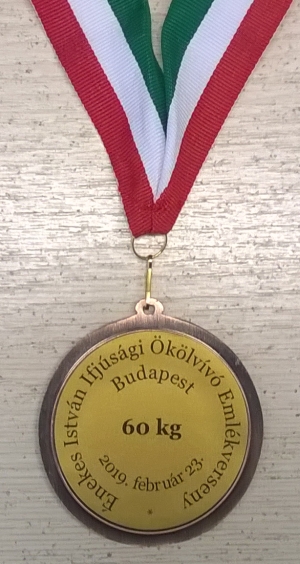 Énekes István Ifjúsági Ökölvívó Emlékverseny
Budapest
60 kg
2019. február 23.